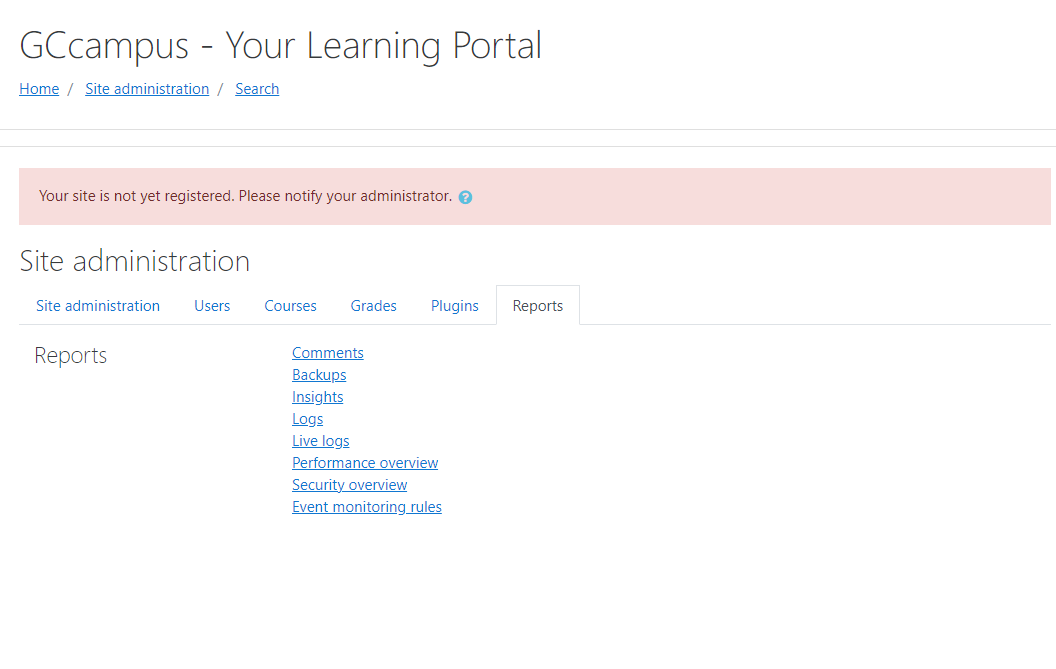 GCcampus - Your Learning Portal
Home / Site administration / Search
Your site is not yet registered. Please notify your administrator. ?
Site administration
Site administration Users Courses Grades Plugins Reports
Reports
Comments
Backups
Insights
Logs
Live logs
Performance overview
Security overview
Event monitoring rules